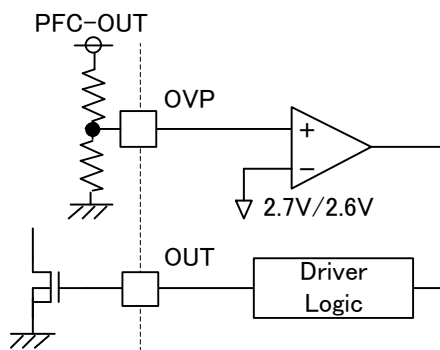 PFC-OUT
OVP
+
−
2.7V/2.6V
OUT
Driver
Logic